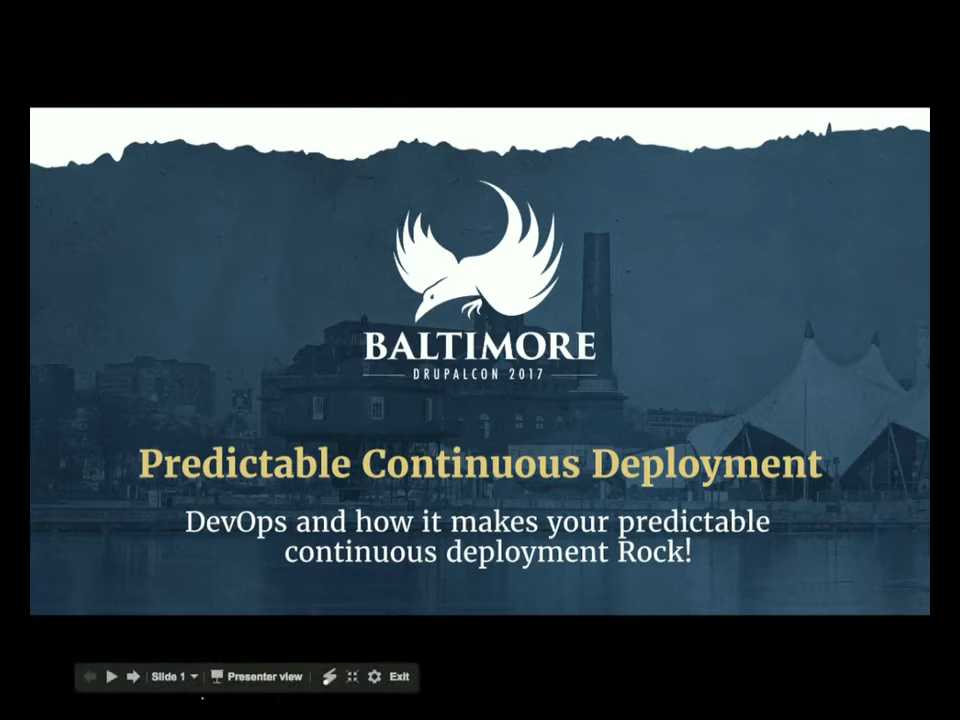 BALTIMORE
DRUPALCON 2017
Predictable Continuous Deployment
DevOps and how it makes your predictable
continuous deployment Rock!
Slide 1 Presenter view Exit